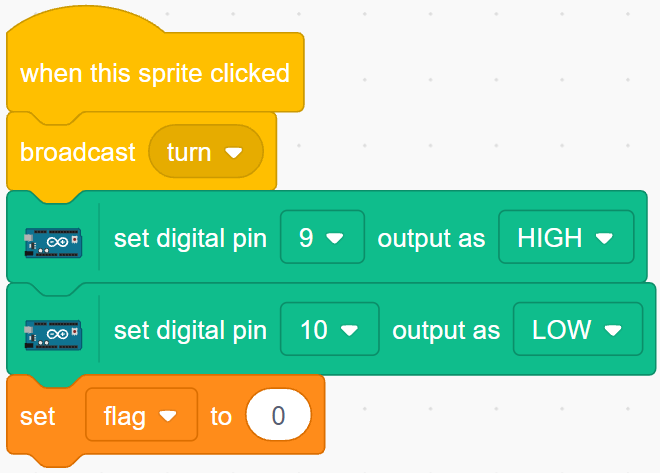 when this sprite clicked
broadcast turn
set digital pin 9 output as HIGH
set digital pin 10 output as LOW
set flag to 0